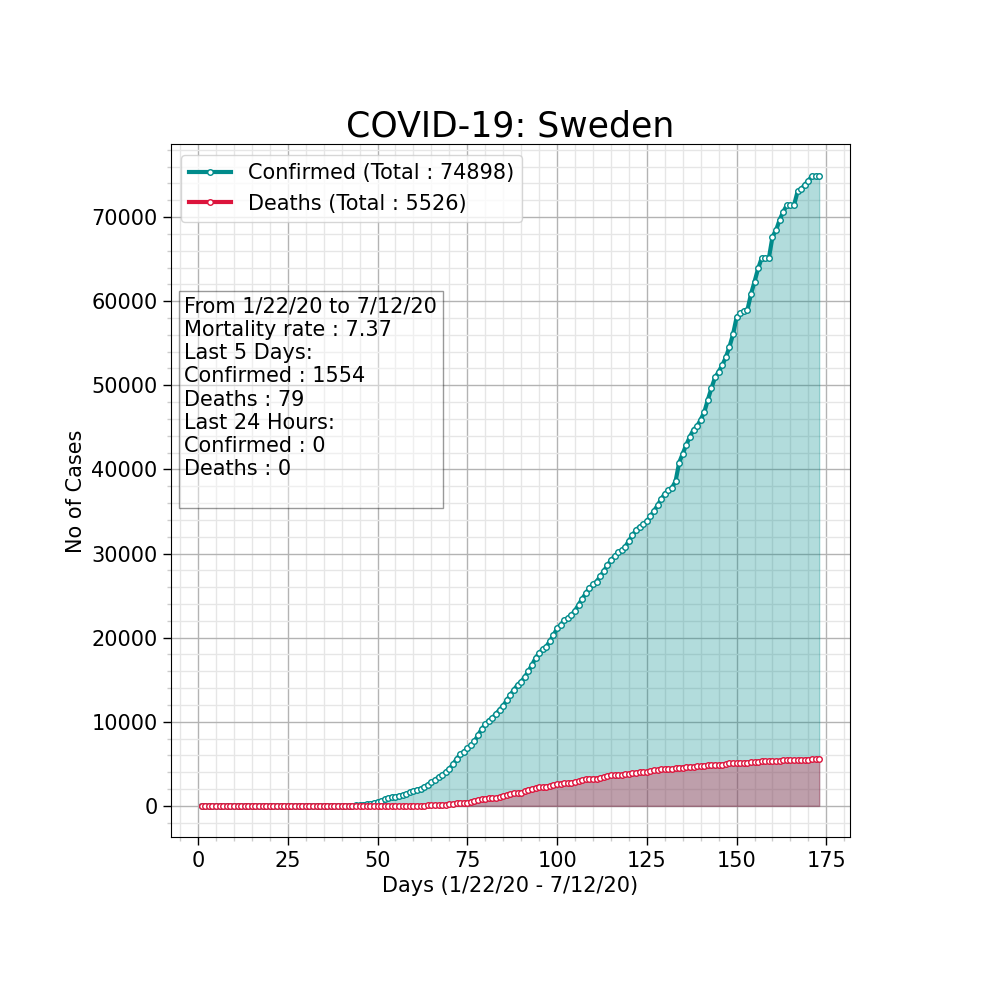 COVID-19: Sweden
Confirmed (Total : 74898)
Deaths (Total : 5526)
From 1/22/20 to 7/12/20
Mortality rate : 7.37
Last 5 Days:
Confirmed : 1554
Deaths : 79
Last 24 Hours:
Confirmed : 0
Deaths : 0
No of Cases
70000
60000
50000
40000
30000
20000
10000
0
0 25 50 75 100 125 150 175
Days (1/22/20 - 7/12/20)